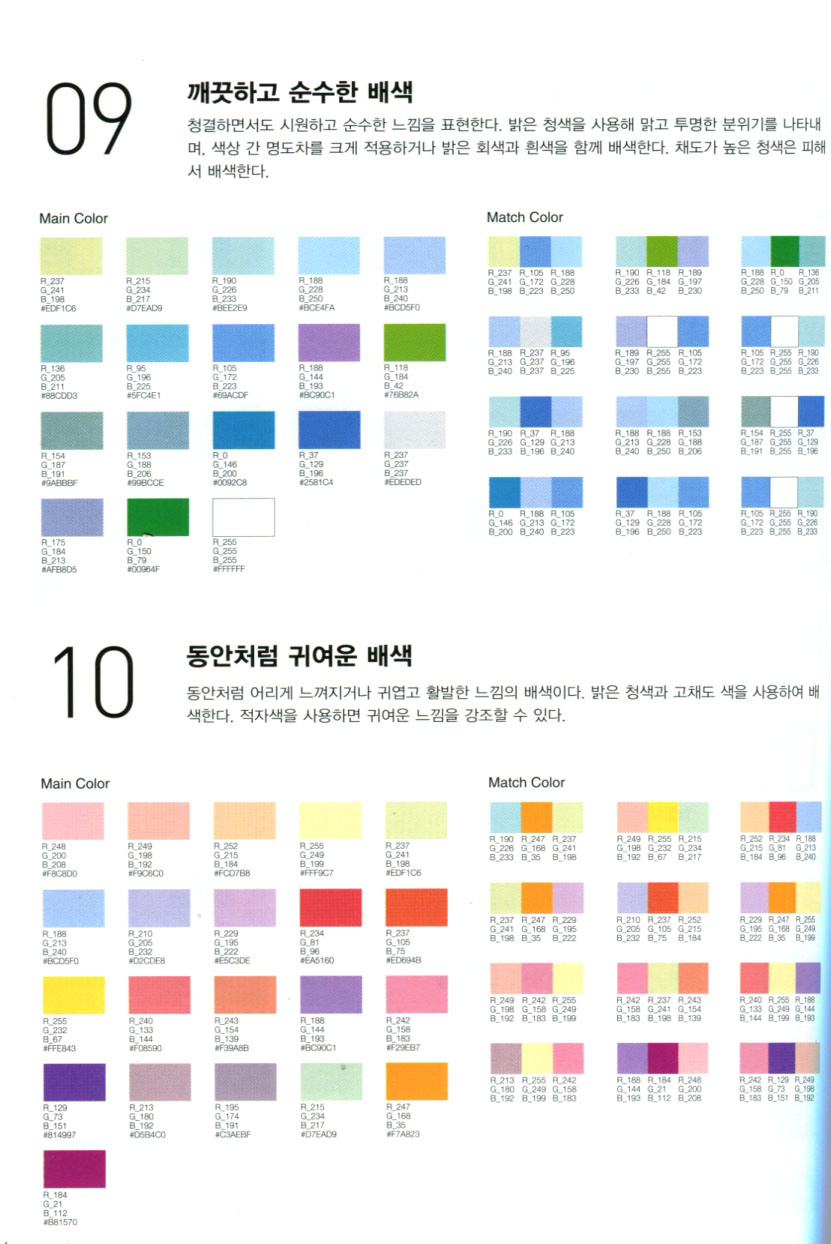 09
깨끗하고 순수한 배색
청결하면서도 시원하고 순수한 느낌을 표현한다. 밝은 청색을 사용해 맑고 투명한 분위기를 나타내
며, 색상 간 명도차를 크게 적용하거나 밝은 회색과 흰색을 함께 배색한다. 채도가 높은 청색은 피해
서 배색한다.
Main Color
R_237 R_215 R_190 R_188 R_188
G_241 G_234 G_226 G_228 G_213
B_198 B_217 B_233 B_250 B_240
#EDF1C6 #D7EAD9 #BEE2E9 #BCE4FA #BCD5F0
R_136 R_95 R_105 R_188 R_118
G_205 G_196 G_172 G_144 G_184
B_211 B_225 B_223 B_193 B_42
#88CDD3 #5FC4E1 #69ACDF #BC90C1 #76B82A
R_154 R_153 R_0 R_37 R_237
G_187 G_188 G_146 G_129 G_237
B_191 B_206 B_200 B_196 B_237
#9ABBBF #99BCCE #0092C8 #2581C4 #EDEDED
R_175 R_0 R_255
G_184 G_150 G_255
B_213 B_79 B_255
#AFB8D5 #00964F #FFFFFF
Match Color
R_237 R_105 R_188 R_190 R_118 R_189 R_188 R_0 R_136
G_241 G_172 G_228 G_226 G_184 G_197 G_228 G_150 G_205
B_198 B_223 B_250 B_233 B_42 B_230 B_250 B_79 B_211
R_188 R_237 R_95 R_189 R_255 R_105 R_105 R_255 R_190
G_213 G_237 G_196 G_197 G_255 G_172 G_172 G_255 G_226
B_240 B_237 B_225 B_230 B_255 B_223 B_223 B_255 B_233
R_190 R_37 R_188 R_188 R_188 R_153 R_154 R_255 R_37
G_226 G_129 G_213 G_213 G_228 G_188 G_187 G_255 G_129
B_233 B_196 B_240 B_240 B_250 B_206 B_191 B_255 B_196
R_0 R_188 R_105 R_37 R_188 R_105 R_105 R_255 R_190
G_146 G_213 G_172 G_129 G_228 G_172 G_172 G_255 G_226
B_200 B_240 B_223 B_196 B_250 B_223 B_223 B_255 B_233
10
동안처럼 귀여운 배색
동안처럼 어리게 느껴지거나 귀엽고 활발한 느낌의 배색이다. 밝은 청색과 고채도 색을 사용하여 배
색한다. 적자색을 사용하면 귀여운 느낌을 강조할 수 있다.
Main Color
R_248 R_249 R_252 R_255 R_237
G_200 G_198 G_215 G_249 G_241
B_208 B_192 B_184 B_199 B_198
#F8C8D0 #F9C6C0 #FCD7B8 #FFF9C7 #EDF1C6
R_188 R_210 R_229 R_234 R_237
G_213 G_205 G_195 G_81 G_105
B_240 B_232 B_222 B_96 B_75
#BCD5F0 #D2CDE8 #E5C3DE #EA5160 #ED694B
R_255 R_240 R_243 R_188 R_242
G_232 G_133 G_154 G_144 G_158
B_67 B_144 B_139 B_193 B_183
#FFE843 #F08590 #F39A8B #BC90C1 #F29EB7
R_129 R_213 R_195 R_215 R_247
G_73 G_180 G_174 G_234 G_168
B_151 B_192 B_191 B_217 B_35
#814997 #D5B4C0 #C3AEBF #D7EAD9 #F7A823
R_184
G_21
B_112
#B81570
Match Color
R_190 R_247 R_237 R_249 R_255 R_215 R_252 R_234 R_188
G_226 G_168 G_241 G_198 G_232 G_234 G_215 G_81 G_213
B_233 B_35 B_198 B_192 B_67 B_217 B_184 B_96 B_240
R_237 R_247 R_229 R_210 R_237 R_252 R_229 R_247 R_255
G_241 G_168 G_195 G_205 G_105 G_215 G_195 G_168 G_249
B_198 B_35 B_222 B_232 B_75 B_184 B_222 B_35 B_199
R_249 R_242 R_255 R_242 R_237 R_243 R_240 R_255 R_188
G_198 G_158 G_249 G_158 G_241 G_154 G_133 G_249 G_144
B_192 B_183 B_199 B_183 B_198 B_139 B_144 B_199 B_193
R_213 R_255 R_242 R_188 R_184 R_248 R_242 R_129 R_249
G_180 G_249 G_158 G_144 G_21 G_200 G_158 G_73 G_198
B_192 B_199 B_183 B_193 B_112 B_208 B_183 B_151 B_192